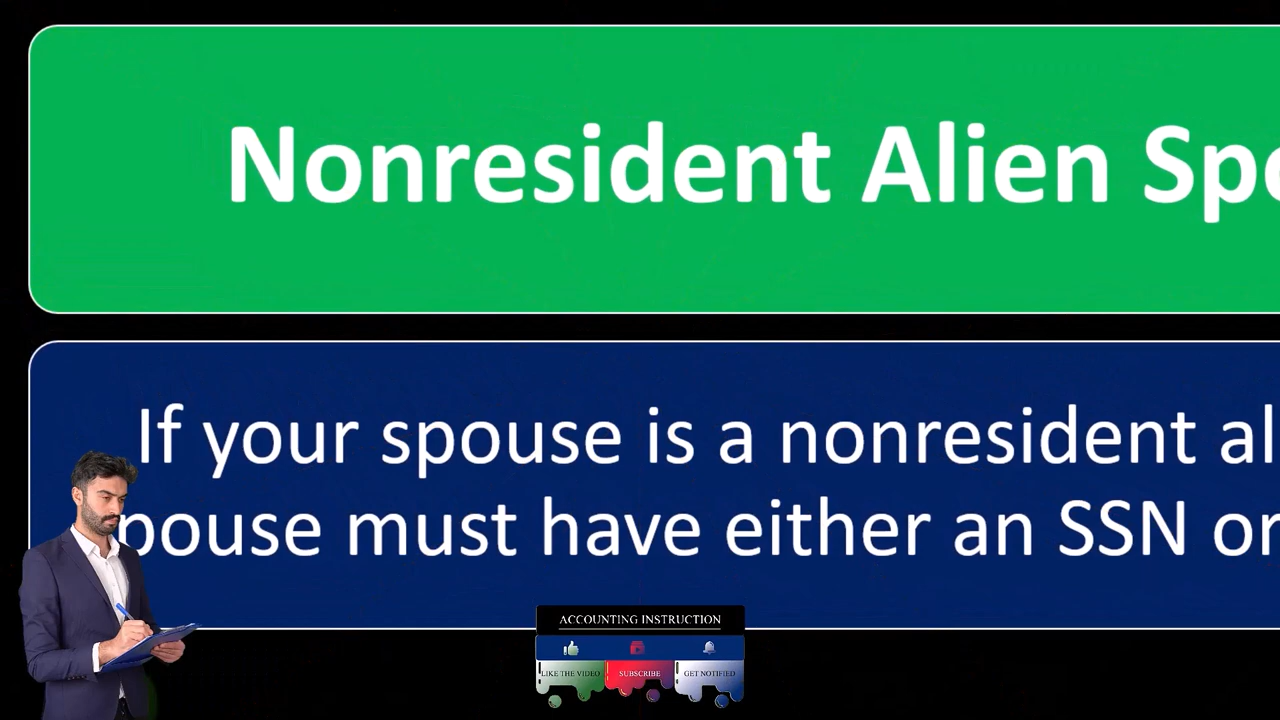 Nonresident Alien Sp
If your spouse is a nonresident al
pouse must have either an SSN or
ACCOUNTING INSTRUCTION
LIKE THE VIDEO SUBSCRIBE GET NOTIFIED